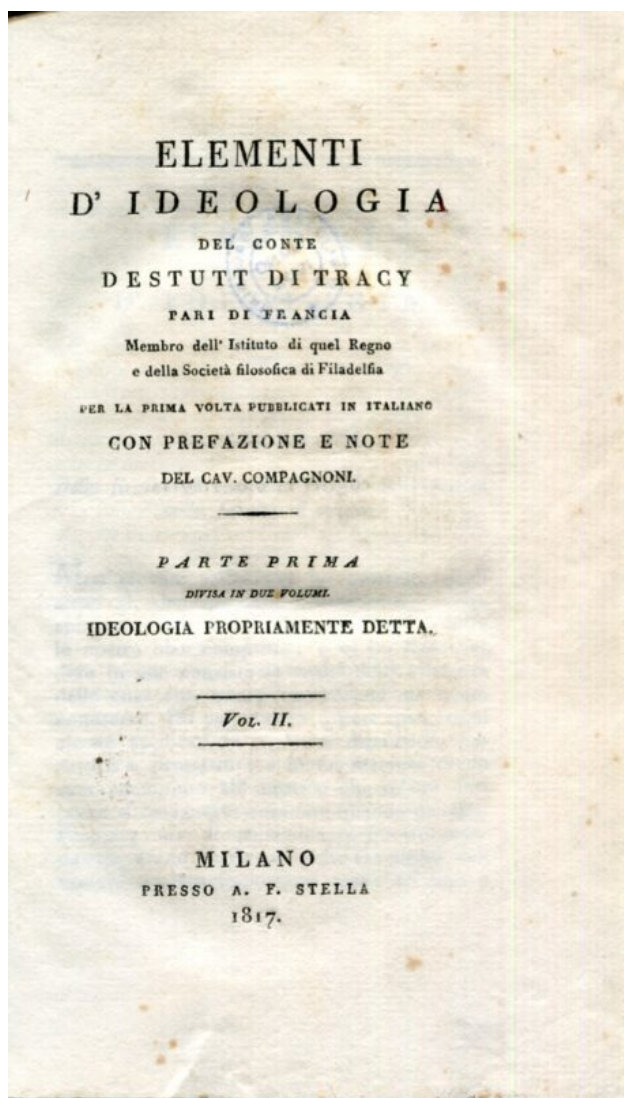 ELEMENTI
D' IDEOLOGIA
DEL CONTE
DESTUTT DI TRACY
PARI DI FRANCIA
Membro dell' Istituto di quel Regno
e della Società filosofica di Filadelfia
PER LA PRIMA VOLTA PUBBLICATI IN ITALIANO
CON PREFAZIONE E NOTE
DEL CAV. COMPAGNONI.
PARTE PRIMA
DIVISA IN DUE VOLUMI.
IDEOLOGIA PROPRIAMENTE DETTA.
VOL. II.
MILANO
PRESSO A. F. STELLA
1817.